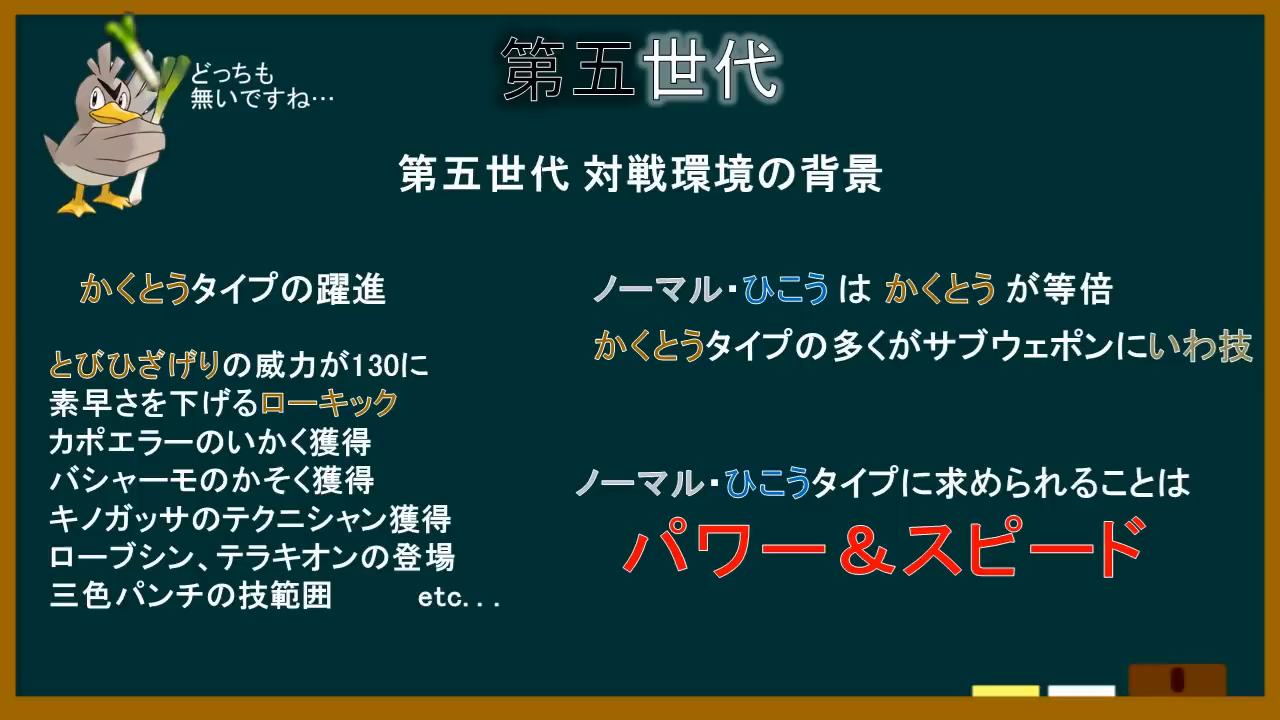 どっちも
無いですね…
第五世代
第五世代 対戦環境の背景
かくとうタイプの躍進
とびひざげりの威力が130に
素早さを下げるローキック
カポエラーのいかく獲得
バシャーモのかそく獲得
キノガッサのテクニシャン獲得
ローブシン、テラキオンの登場
三色パンチの技範囲 etc...
ノーマル・ひこう は かくとう が等倍
かくとうタイプの多くがサブウェポンにいわ技
ノーマル・ひこうタイプに求められることは
パワー＆スピード